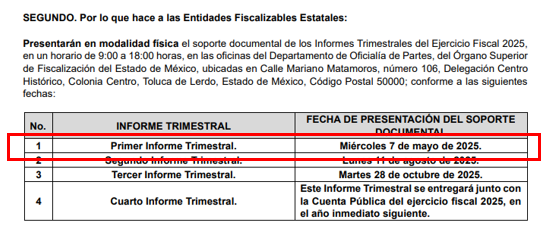 SEGUNDO. Por lo que hace a las Entidades Fiscalizables Estatales:
Presentarán en modalidad física el soporte documental de los Informes Trimestrales del Ejercicio Fiscal 2025,
en un horario de 9:00 a 18:00 horas, en las oficinas del Departamento de Oficialía de Partes, del Órgano Superior
de Fiscalización del Estado de México, ubicadas en Calle Mariano Matamoros, número 106, Delegación Centro
Histórico, Colonia Centro, Toluca de Lerdo, Estado de México, Código Postal 50000; conforme a las siguientes
fechas:
No. INFORME TRIMESTRAL FECHA DE PRESENTACIÓN DEL SOPORTE
DOCUMENTAL
1 Primer Informe Trimestral. Miércoles 7 de mayo de 2025.
2 Segundo Informe Trimestral. Lunes 11 de agosto de 2025.
3 Tercer Informe Trimestral. Martes 28 de octubre de 2025.
4 Cuarto Informe Trimestral. Este Informe Trimestral se entregará junto con
la Cuenta Pública del ejercicio fiscal 2025, en
el año inmediato siguiente.